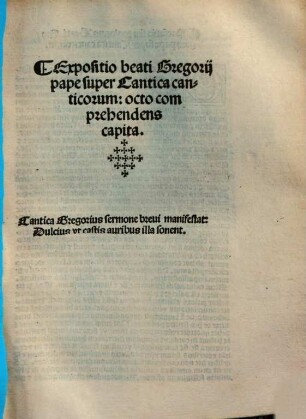 ¶Expositio beati Gregorij
pape super Cantica can-
ticorum: octo com
prehendens
capita.
Cantica Gregorius sermone breui manifestat:
Dulcius vt castis auribus illa sonent.